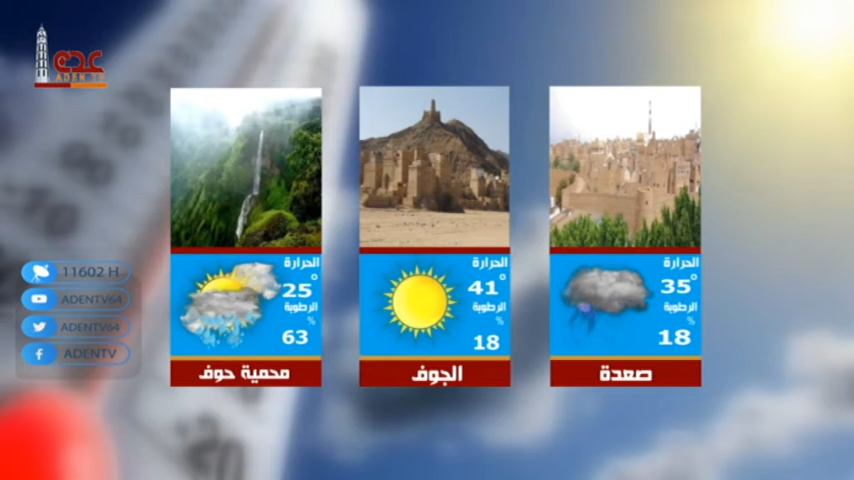 عدن
ADEN TV
11602 H
ADENTV64
ADENTV64
ADENTV
الحرارة
35°
الرطوبة
%
18
صعدة
الحرارة
41°
الرطوبة
%
18
الجوف
الحرارة
25°
الرطوبة
%
63
محمية حوف